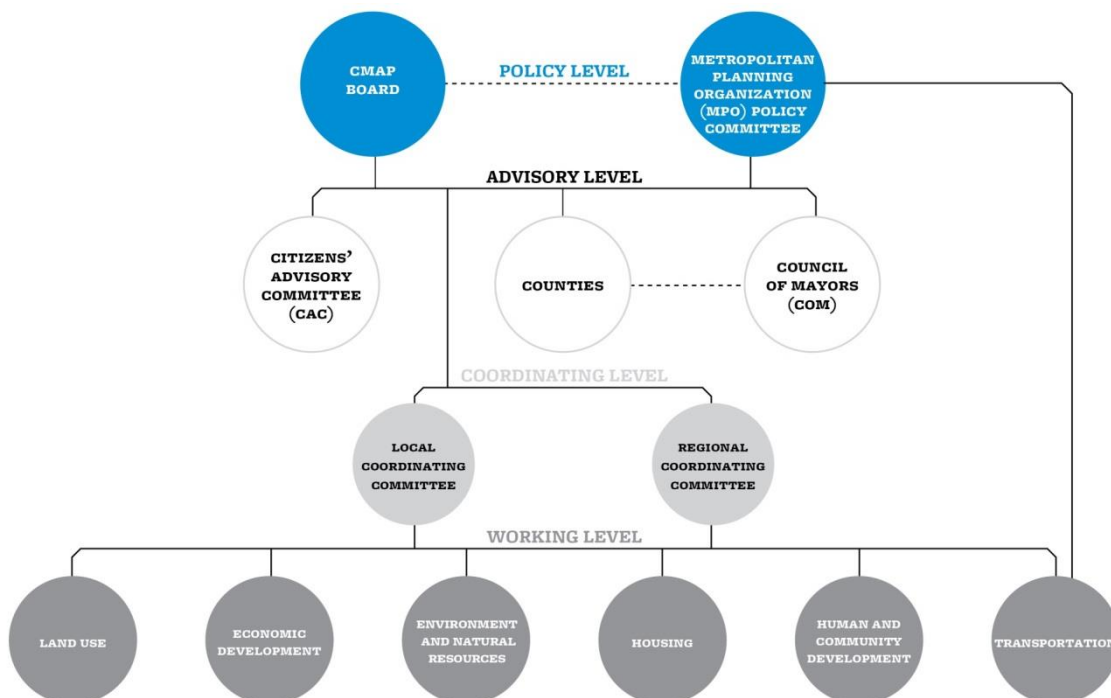 CMAP
BOARD
POLICY LEVEL
METROPOLITAN
PLANNING
ORGANIZATION
(MPO) POLICY
COMMITTEE
ADVISORY LEVEL
CITIZENS’
ADVISORY
COMMITTEE
(CAC)
COUNTIES
COUNCIL
OF MAYORS
(COM)
COORDINATING LEVEL
LOCAL
COORDINATING
COMMITTEE
REGIONAL
COORDINATING
COMMITTEE
WORKING LEVEL
LAND USE
ECONOMIC
DEVELOPMENT
ENVIRONMENT
AND NATURAL
RESOURCES
HOUSING
HUMAN AND
COMMUNITY
DEVELOPMENT
TRANSPORTATION